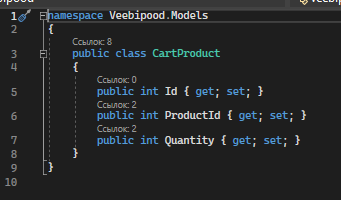 1 namespace Veebipood.Models
2 {
Ссылок: 8
3 public class CartProduct
4 {
Ссылок: 0
5 public int Id { get; set; }
Ссылок: 2
6 public int ProductId { get; set; }
Ссылок: 2
7 public int Quantity { get; set; }
8 }
9 }
10